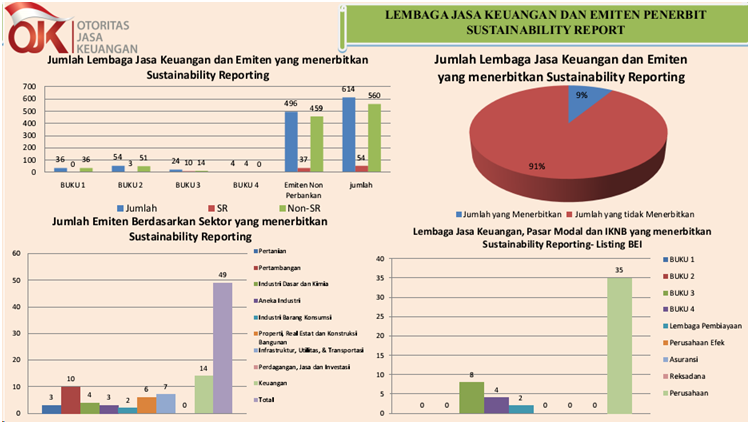 OJK
OTORITAS
JASA
KEUANGAN
LEMBAGA JASA KEUANGAN DAN EMITEN PENERBIT
SUSTAINABILITY REPORT
Jumlah Lembaga Jasa Keuangan dan Emiten yang menerbitkan
Sustainability Reporting
700
600
500
400
300
200
100
0
36 0 36
54 3 51
24 10 14
4 4 0
496 37 459
614 54 560
BUKU 1 BUKU 2 BUKU 3 BUKU 4 Emiten Non Perbankan jumlah
Jumlah SR Non-SR
Jumlah Lembaga Jasa Keuangan dan Emiten
yang menerbitkan Sustainability Reporting
9%
91%
Jumlah yang Menerbitkan Jumlah yang tidak Menerbitkan
Jumlah Emiten Berdasarkan Sektor yang menerbitkan
Sustainability Reporting
60
50
40
30
20
10
0
3 10 4 3 2 6 7 0 14 49
Pertanian
Pertambangan
Industri Dasar dan Kimia
Aneka Industri
Industri Barang Konsumsi
Properti, Real Estat dan Konstruksi
Bangunan
Infrastruktur, Utilitas, & Transportasi
Perdagangan, Jasa dan Investasi
Keuangan
Total
Lembaga Jasa Keuangan, Pasar Modal dan IKNB yang menerbitkan
Sustainability Reporting- Listing BEI
40
35
30
25
20
15
10
5
0
0 0 8 4 2 0 0 0 35
BUKU 1
BUKU 2
BUKU 3
BUKU 4
Lembaga Pembiayaan
Perusahaan Efek
Asuransi
Reksadana
Perusahaan